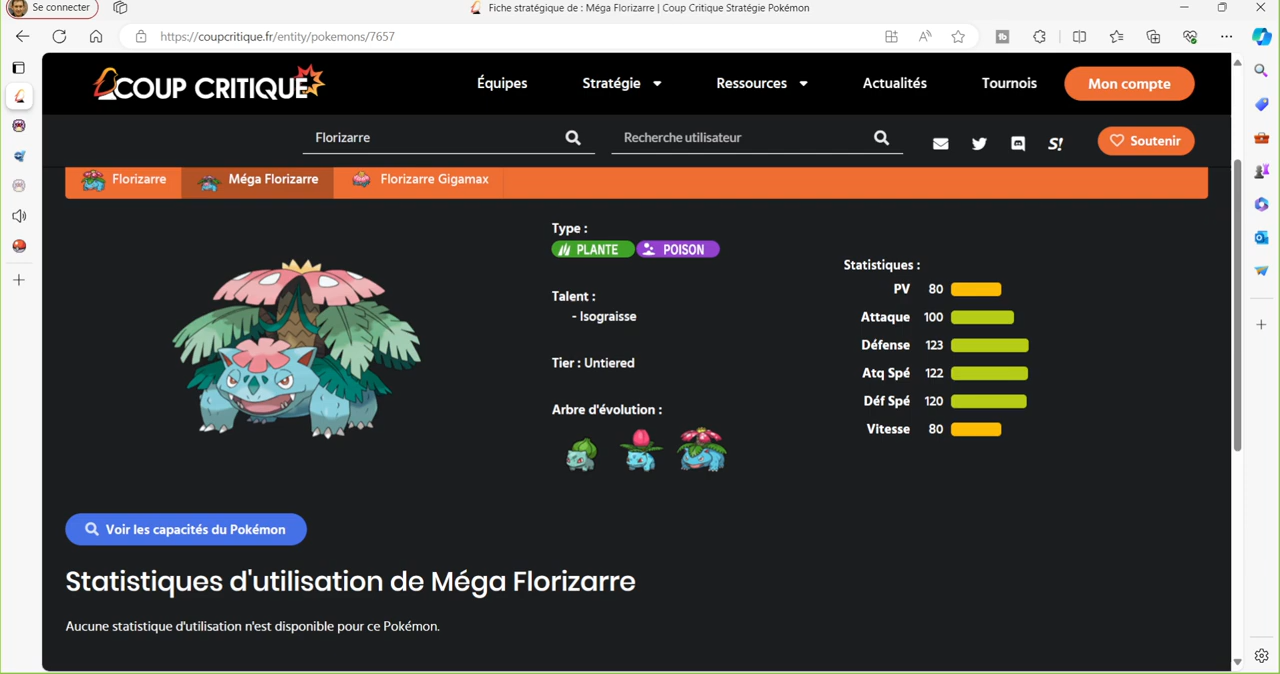 Se connecter
Fiche stratégique de : Méga Florizarre | Coup Critique Stratégie Pokémon
https://coupcritique.fr/entity/pokemons/7657
COUP CRITIQUE
Équipes
Stratégie
Ressources
Actualités
Tournois
Mon compte
Florizarre
Recherche utilisateur
S!
Soutenir
Florizarre
Méga Florizarre
Florizarre Gigamax
Type :
PLANTE
POISON
Talent :
- Isograisse
Tier : Untiered
Arbre d'évolution :
Statistiques :
PV 80
Attaque 100
Défense 123
Atq Spé 122
Déf Spé 120
Vitesse 80
Voir les capacités du Pokémon
Statistiques d'utilisation de Méga Florizarre
Aucune statistique d'utilisation n'est disponible pour ce Pokémon.